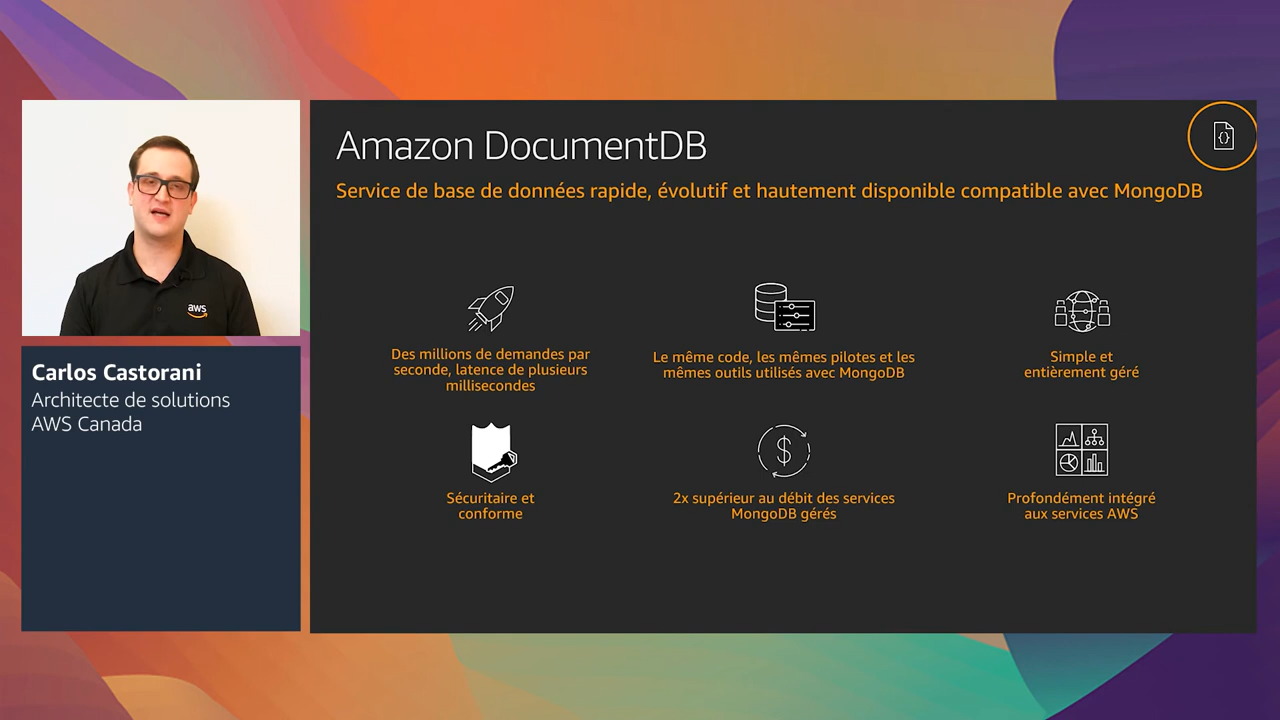 Amazon DocumentDB
Service de base de données rapide, évolutif et hautement disponible compatible avec MongoDB
{}
aws
Carlos Castorani
Architecte de solutions
AWS Canada
Des millions de demandes par
seconde, latence de plusieurs
millisecondes
Le même code, les mêmes pilotes et les
mêmes outils utilisés avec MongoDB
Simple et
entièrement géré
$
Sécuritaire et
conforme
2x supérieur au débit des services
MongoDB gérés
Profondément intégré
aux services AWS